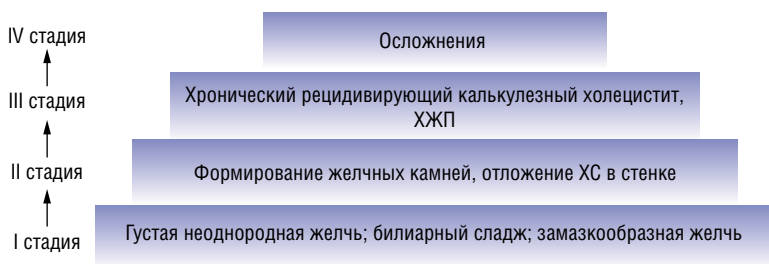 IV стадия
Осложнения
III стадия
Хронический рецидивирующий калькулезный холецистит,
ХЖП
II стадия
Формирование желчных камней, отложение ХС в стенке
I стадия
Густая неоднородная желчь; билиарный сладж; замазкообразная желчь